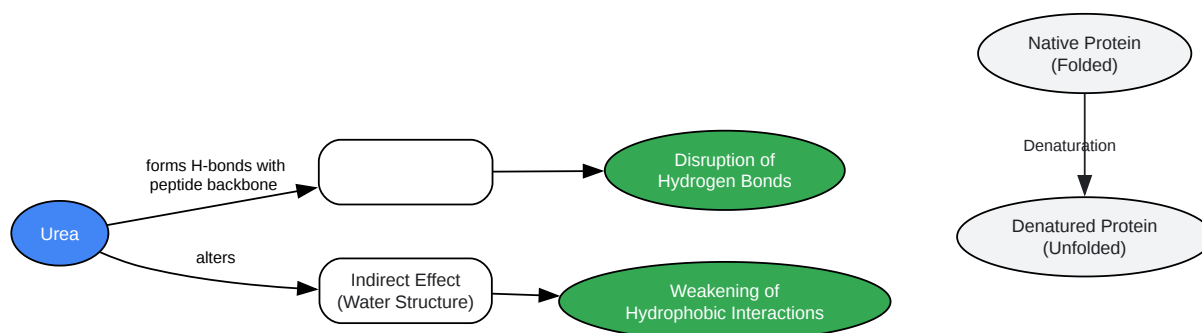 Urea
forms H-bonds with
peptide backbone
alters
Indirect Effect
(Water Structure)
Disruption of
Hydrogen Bonds
Weakening of
Hydrophobic Interactions
Native Protein
(Folded)
Denaturation
Denatured Protein
(Unfolded)